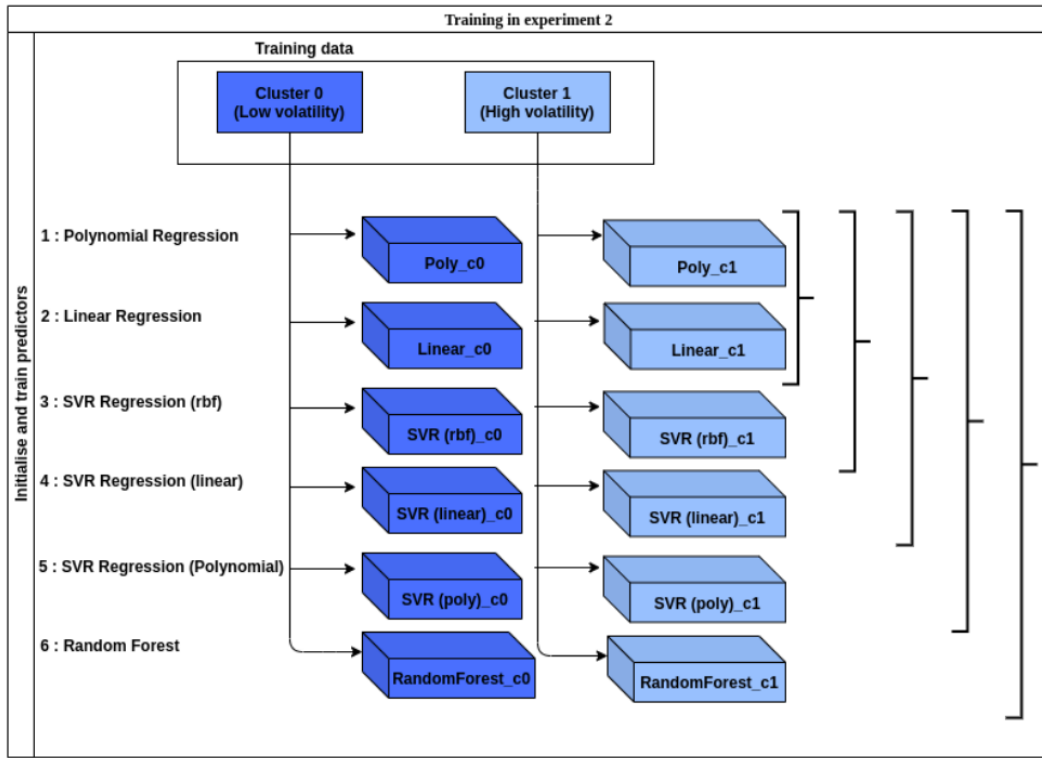 Training in experiment 2
Initialise and train predictors
Training data
Cluster 0
(Low volatility)
Cluster 1
(High volatility)
1 : Polynomial Regression
Poly_c0
Poly_c1
2 : Linear Regression
Linear_c0
Linear_c1
3 : SVR Regression (rbf)
SVR (rbf)_c0
SVR (rbf)_c1
4 : SVR Regression (linear)
SVR (linear)_c0
SVR (linear)_c1
5 : SVR Regression (Polynomial)
SVR (poly)_c0
SVR (poly)_c1
6 : Random Forest
RandomForest_c0
RandomForest_c1